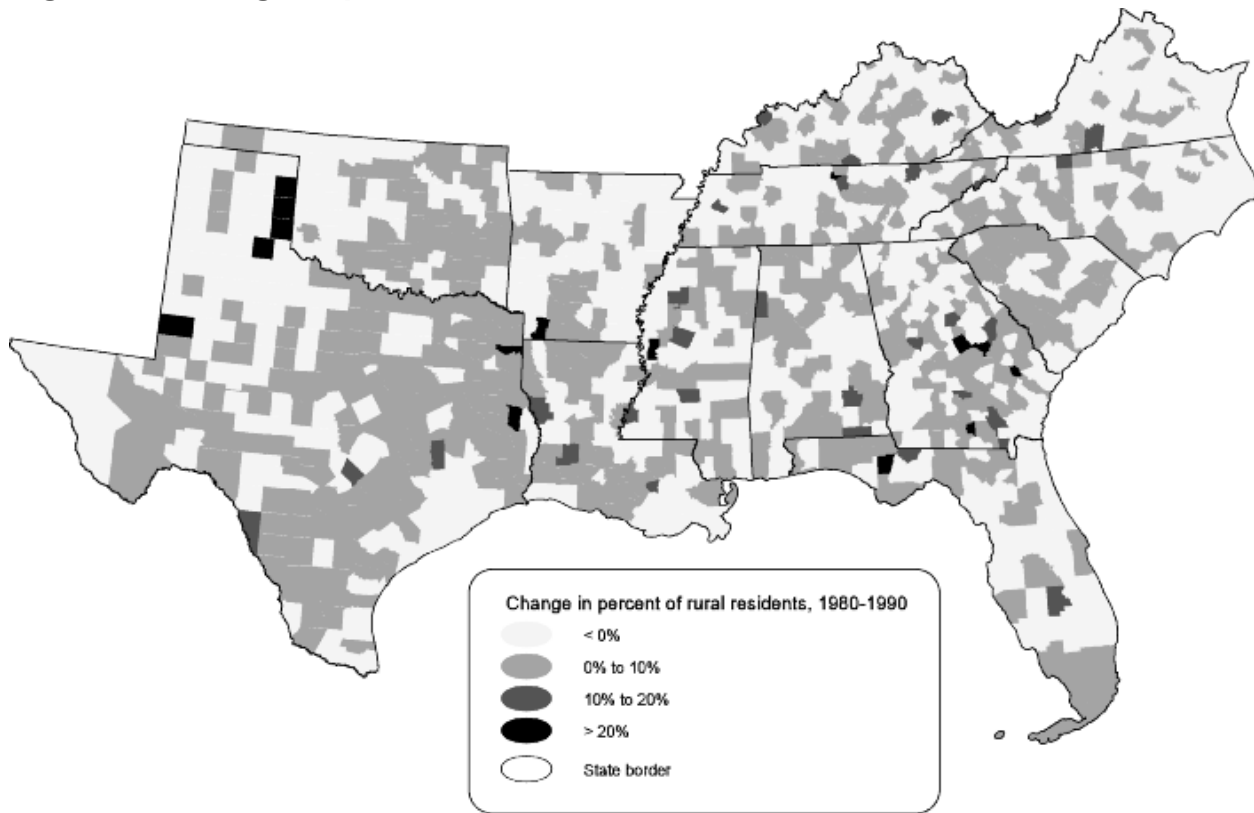 Change in percent of rural residents, 1980-1990
< 0%
0% to 10%
10% to 20%
> 20%
State border